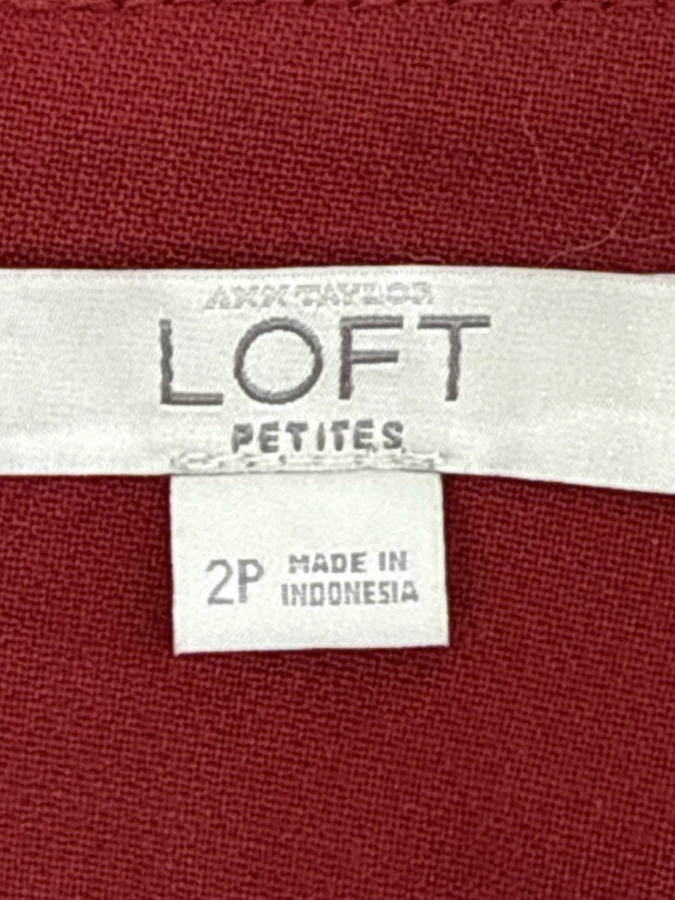 ANN TAYLOR
LOFT
PETITES
2P MADE IN
INDONESIA